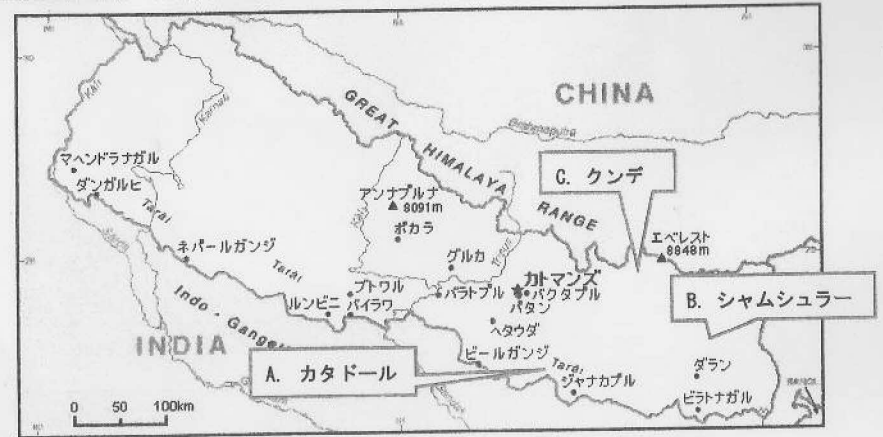 CHINA
GREAT
HIMALAYA
RANGE
Brahmaputra
C. クンデ
Kali
Karnali
マヘンドラナガル
ダンガルヒ
Tarai
アンナプルナ
8091m
ポカラ
Kali
Trisuli
エベレスト
8848m
グルカ
ネパールガンジ
Tarai
カトマンズ
バクタプル
パタン
バラトプル
ブトワル
ルンビニ
バイラワ
ヘタウダ
B. シャムシュラー
Indo - Ganget
INDIA
ビールガンジ
A. カタドール
Tarai
ジャナカプル
ダラン
ビラトナガル
0 50 100km